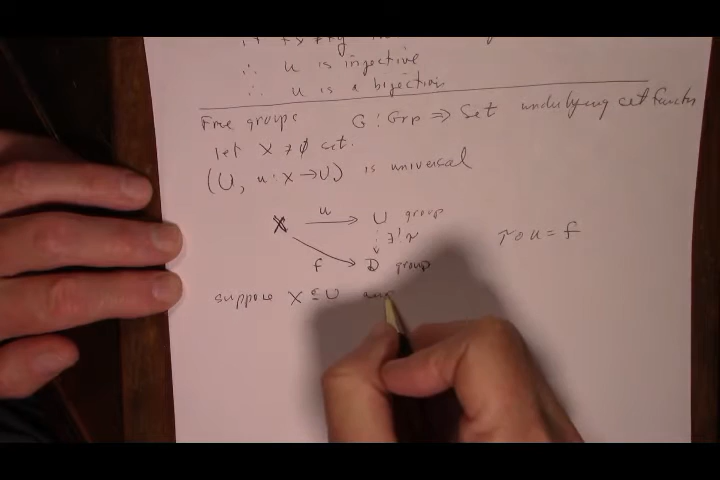 u is injective
∴ u is a bijection
Free groups G : Grp ⇒ Set underlying set functor
let X ≠ ∅ set.
(U, u : X → U) is universal
X u U group
∃! r
r ∘ u = f
f D group
suppose X ⊆ U